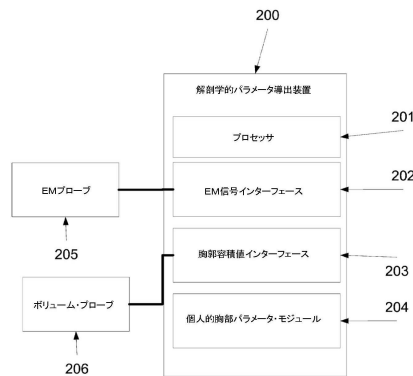 200
解剖学的パラメータ導出装置
201
プロセッサ
202
EMプローブ
EM信号インターフェース
205
胸郭容積値インターフェース
203
ボリューム・プローブ
個人的胸部パラメータ・モジュール
204
206